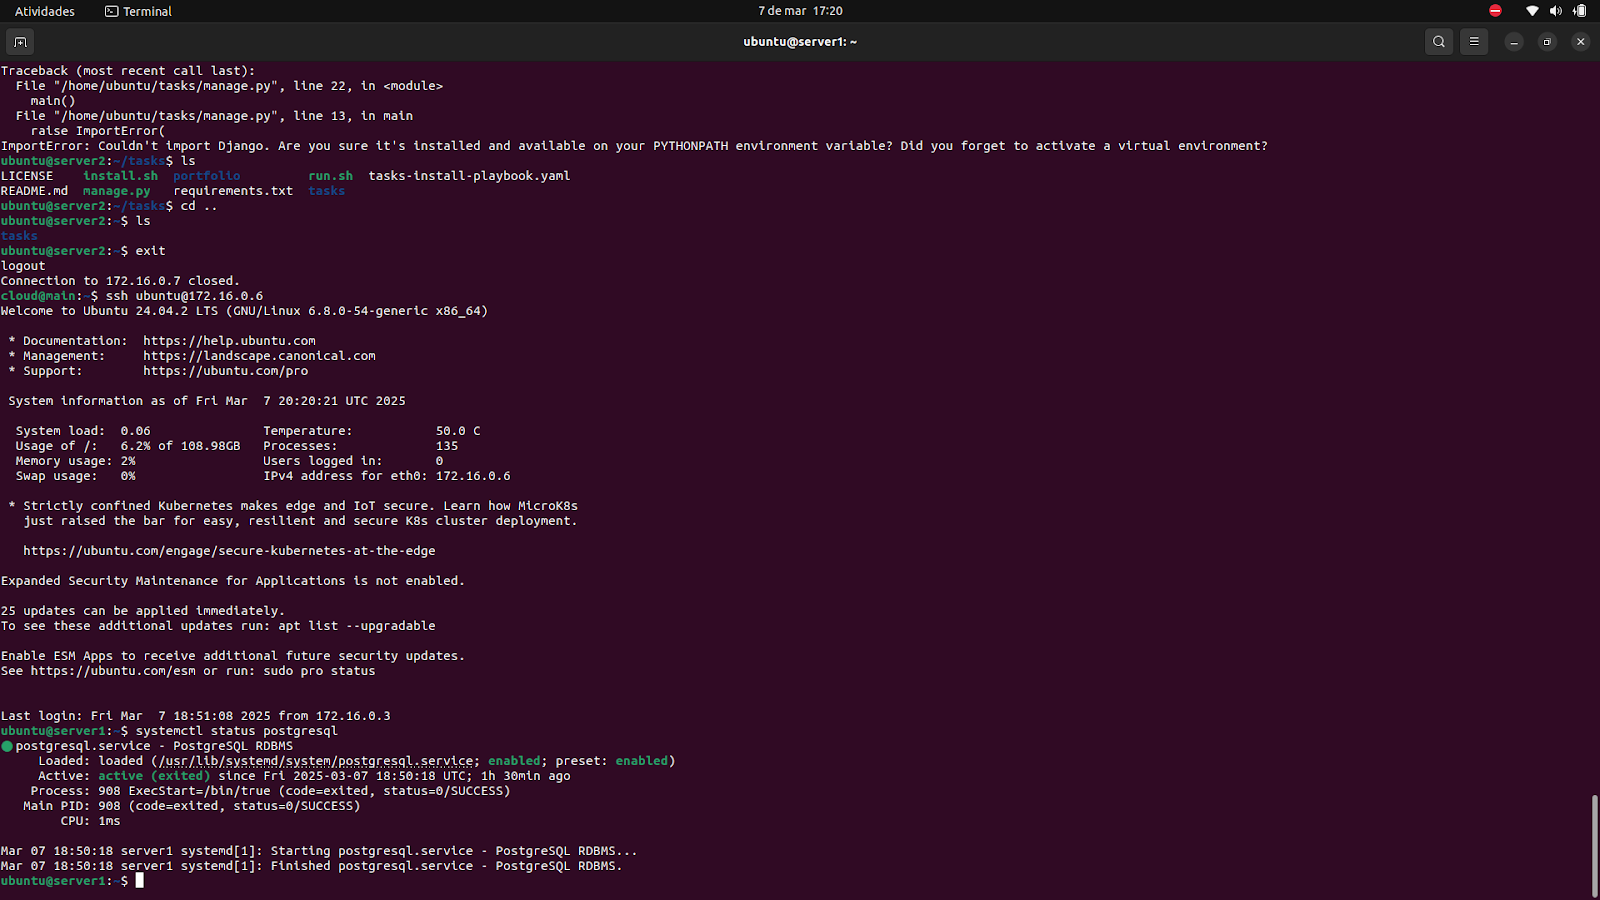 Atividades Terminal 7 de mar 17:20
ubuntu@server1: ~
Traceback (most recent call last):
  File "/home/ubuntu/tasks/manage.py", line 22, in <module>
    main()
  File "/home/ubuntu/tasks/manage.py", line 13, in main
    raise ImportError(
ImportError: Couldn't import Django. Are you sure it's installed and available on your PYTHONPATH environment variable? Did you forget to activate a virtual environment?
ubuntu@server2:~/tasks$ ls
LICENSE    install.sh  portfolio         run.sh  tasks-install-playbook.yaml
README.md  manage.py   requirements.txt  tasks
ubuntu@server2:~/tasks$ cd ..
ubuntu@server2:~$ ls
tasks
ubuntu@server2:~$ exit
logout
Connection to 172.16.0.7 closed.
cloud@main:~$ ssh ubuntu@172.16.0.6
Welcome to Ubuntu 24.04.2 LTS (GNU/Linux 6.8.0-54-generic x86_64)
 * Documentation:  https://help.ubuntu.com
 * Management:     https://landscape.canonical.com
 * Support:        https://ubuntu.com/pro
 System information as of Fri Mar  7 20:20:21 UTC 2025
  System load:  0.06               Temperature:           50.0 C
  Usage of /:   6.2% of 108.98GB   Processes:             135
  Memory usage: 2%                 Users logged in:       0
  Swap usage:   0%                 IPv4 address for eth0: 172.16.0.6
 * Strictly confined Kubernetes makes edge and IoT secure. Learn how MicroK8s
   just raised the bar for easy, resilient and secure K8s cluster deployment.
   https://ubuntu.com/engage/secure-kubernetes-at-the-edge
Expanded Security Maintenance for Applications is not enabled.
25 updates can be applied immediately.
To see these additional updates run: apt list --upgradable
Enable ESM Apps to receive additional future security updates.
See https://ubuntu.com/esm or run: sudo pro status
Last login: Fri Mar  7 18:51:08 2025 from 172.16.0.3
ubuntu@server1:~$ systemctl status postgresql
● postgresql.service - PostgreSQL RDBMS
     Loaded: loaded (/usr/lib/systemd/system/postgresql.service; enabled; preset: enabled)
     Active: active (exited) since Fri 2025-03-07 18:50:18 UTC; 1h 30min ago
    Process: 908 ExecStart=/bin/true (code=exited, status=0/SUCCESS)
   Main PID: 908 (code=exited, status=0/SUCCESS)
        CPU: 1ms
Mar 07 18:50:18 server1 systemd[1]: Starting postgresql.service - PostgreSQL RDBMS...
Mar 07 18:50:18 server1 systemd[1]: Finished postgresql.service - PostgreSQL RDBMS.
ubuntu@server1:~$